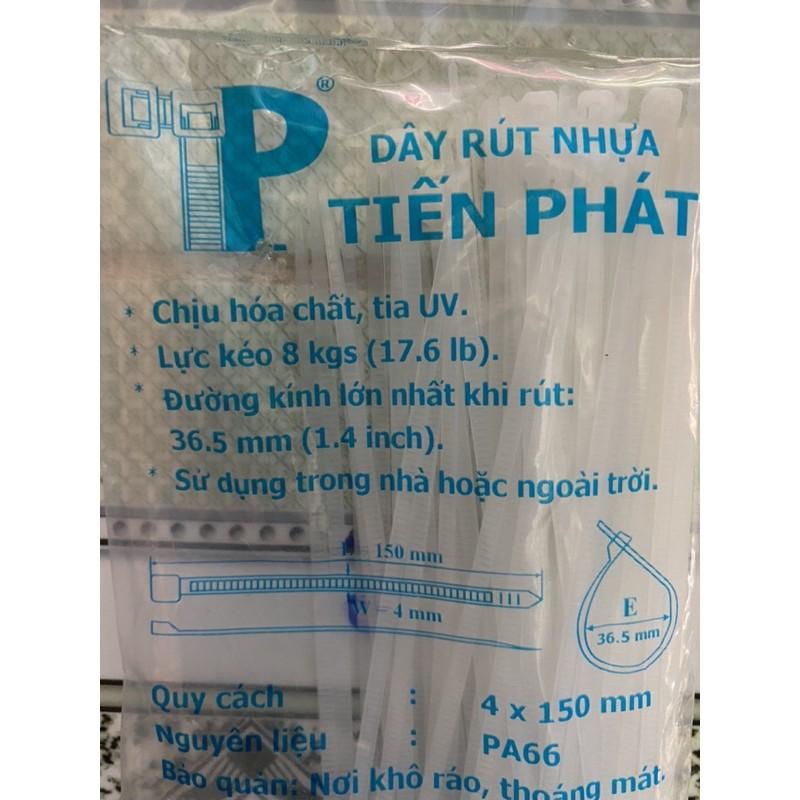 TP®
DÂY RÚT NHỰA
TIẾN PHÁT
* Chịu hóa chất, tia UV.
* Lực kéo 8 kgs (17.6 lb).
* Đường kính lớn nhất khi rút:
36.5 mm (1.4 inch).
* Sử dụng trong nhà hoặc ngoài trời.
= 150 mm
W = 4 mm
E
36.5 mm
Quy cách : 4 x 150 mm
Nguyên liệu : PA66
Bảo quản: Nơi khô ráo, thoáng mát.